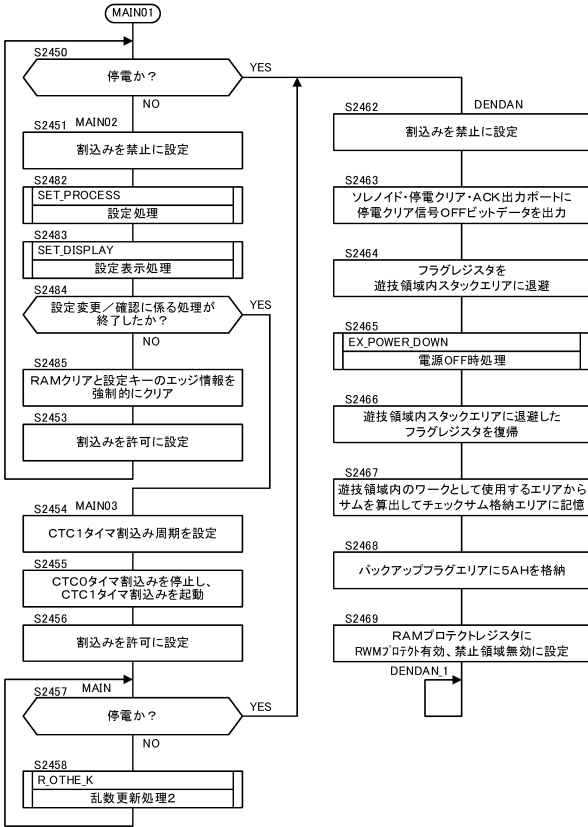 MAIN01
S2450
停電か？
YES
NO
S2451 MAIN02
割込みを禁止に設定
S2482
SET_PROCESS
設定処理
S2483
SET_DISPLAY
設定表示処理
S2484
設定変更／確認に係る処理が
終了したか？
YES
NO
S2485
RAMクリアと設定キーのエッジ情報を
強制的にクリア
S2453
割込みを許可に設定
S2454 MAIN03
CTC1タイマ割込み周期を設定
S2455
CTC0タイマ割込みを停止し、
CTC1タイマ割込みを起動
S2456
割込みを許可に設定
S2457 MAIN
停電か？
YES
NO
S2458
R_OTHE_K
乱数更新処理2
S2462 DENDAN
割込みを禁止に設定
S2463
ソレノイド・停電クリア・ACK出力ポートに
停電クリア信号OFFビットデータを出力
S2464
フラグレジスタを
遊技領域内スタックエリアに退避
S2465
EX_POWER_DOWN
電源OFF時処理
S2466
遊技領域内スタックエリアに退避した
フラグレジスタを復帰
S2467
遊技領域内のワークとして使用するエリアから
サムを算出してチェックサム格納エリアに記憶
S2468
バックアップフラグエリアに5AHを格納
S2469
RAMプロテクトレジスタに
RWMプロテクト有効、禁止領域無効に設定
DENDAN_1